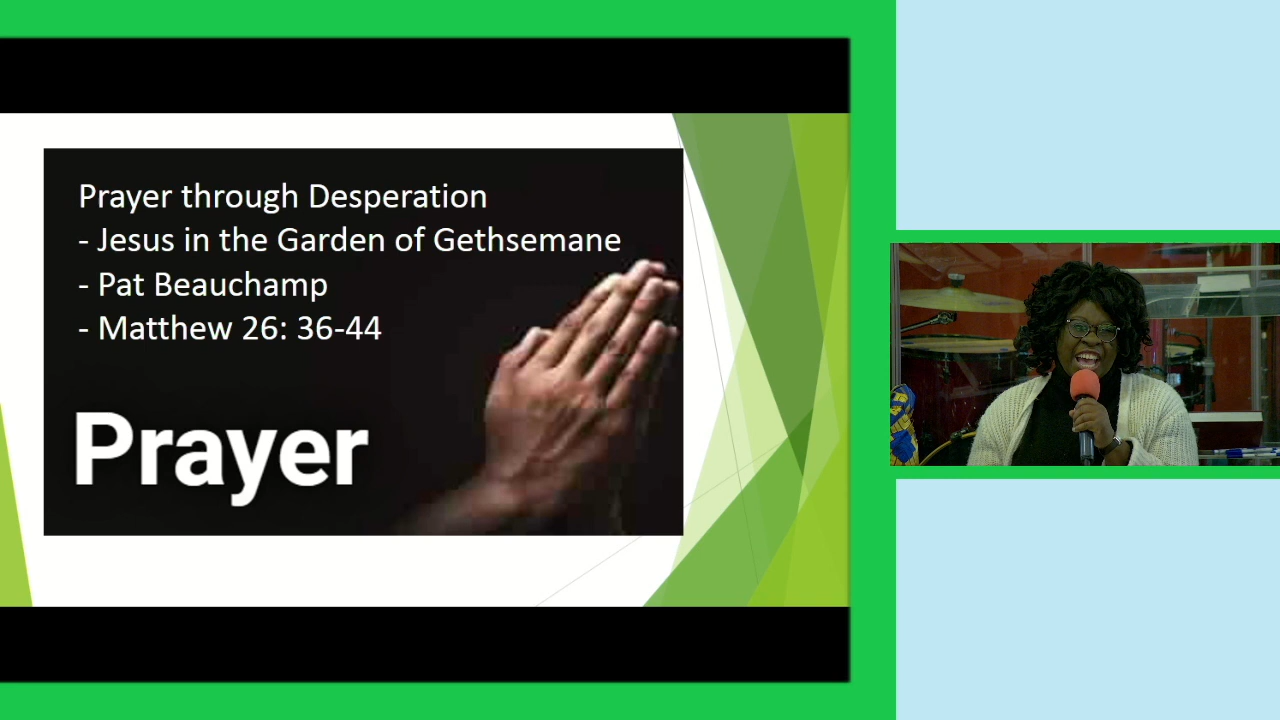 Prayer through Desperation
- Jesus in the Garden of Gethsemane
- Pat Beauchamp
- Matthew 26: 36-44
Prayer